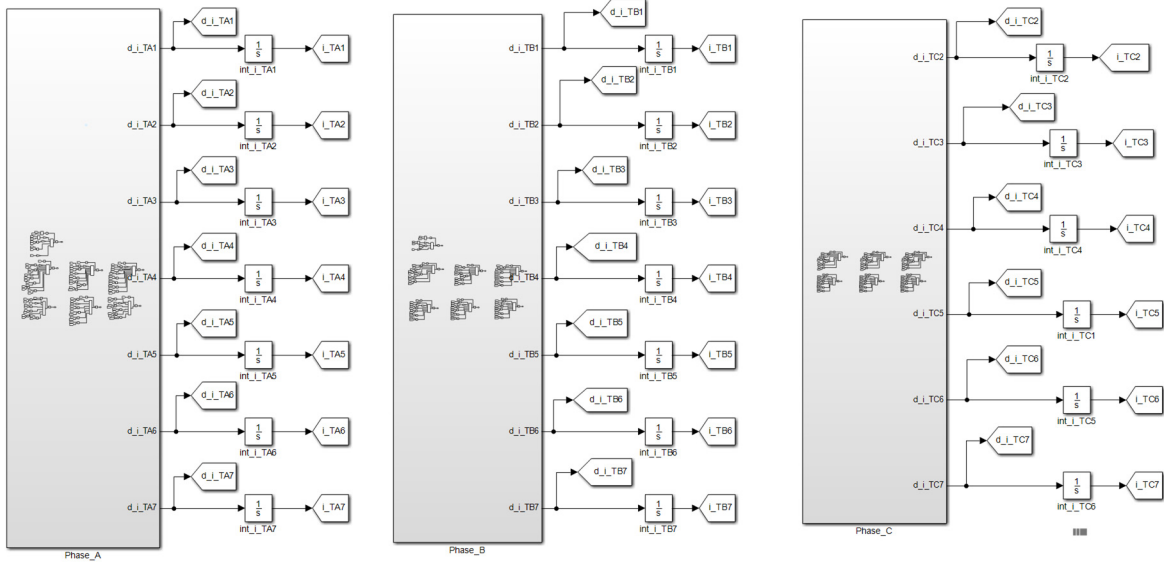 d_i_TA1
d_i_TA1
1
s
i_TA1
int_i_TA1
d_i_TA2
d_i_TA2
1
s
i_TA2
int_i_TA2
d_i_TA3
d_i_TA3
1
s
i_TA3
int_i_TA3
d_i_TA4
d_i_TA4
1
s
i_TA4
int_i_TA4
d_i_TA5
d_i_TA5
1
s
i_TA5
int_i_TA5
d_i_TA6
d_i_TA6
1
s
i_TA6
int_i_TA6
d_i_TA7
d_i_TA7
1
s
i_TA7
int_i_TA7
Phase_A
d_i_TB1
d_i_TB1
1
s
i_TB1
int_i_TB1
d_i_TB2
d_i_TB2
1
s
i_TB2
int_i_TB2
d_i_TB3
d_i_TB3
1
s
i_TB3
int_i_TB3
d_i_TB4
d_i_TB4
1
s
i_TB4
int_i_TB4
d_i_TB5
d_i_TB5
1
s
i_TB5
int_i_TB5
d_i_TB6
d_i_TB6
1
s
i_TB6
int_i_TB6
d_i_TB7
d_i_TB7
1
s
i_TB7
int_i_TB7
Phase_B
d_i_TC2
d_i_TC2
1
s
i_TC2
int_i_TC2
d_i_TC3
d_i_TC3
1
s
i_TC3
int_i_TC3
d_i_TC4
d_i_TC4
1
s
i_TC4
int_i_TC4
d_i_TC5
d_i_TC5
1
s
i_TC5
int_i_TC1
d_i_TC6
d_i_TC6
1
s
i_TC6
int_i_TC5
d_i_TC7
d_i_TC7
1
s
i_TC7
int_i_TC6
Phase_C